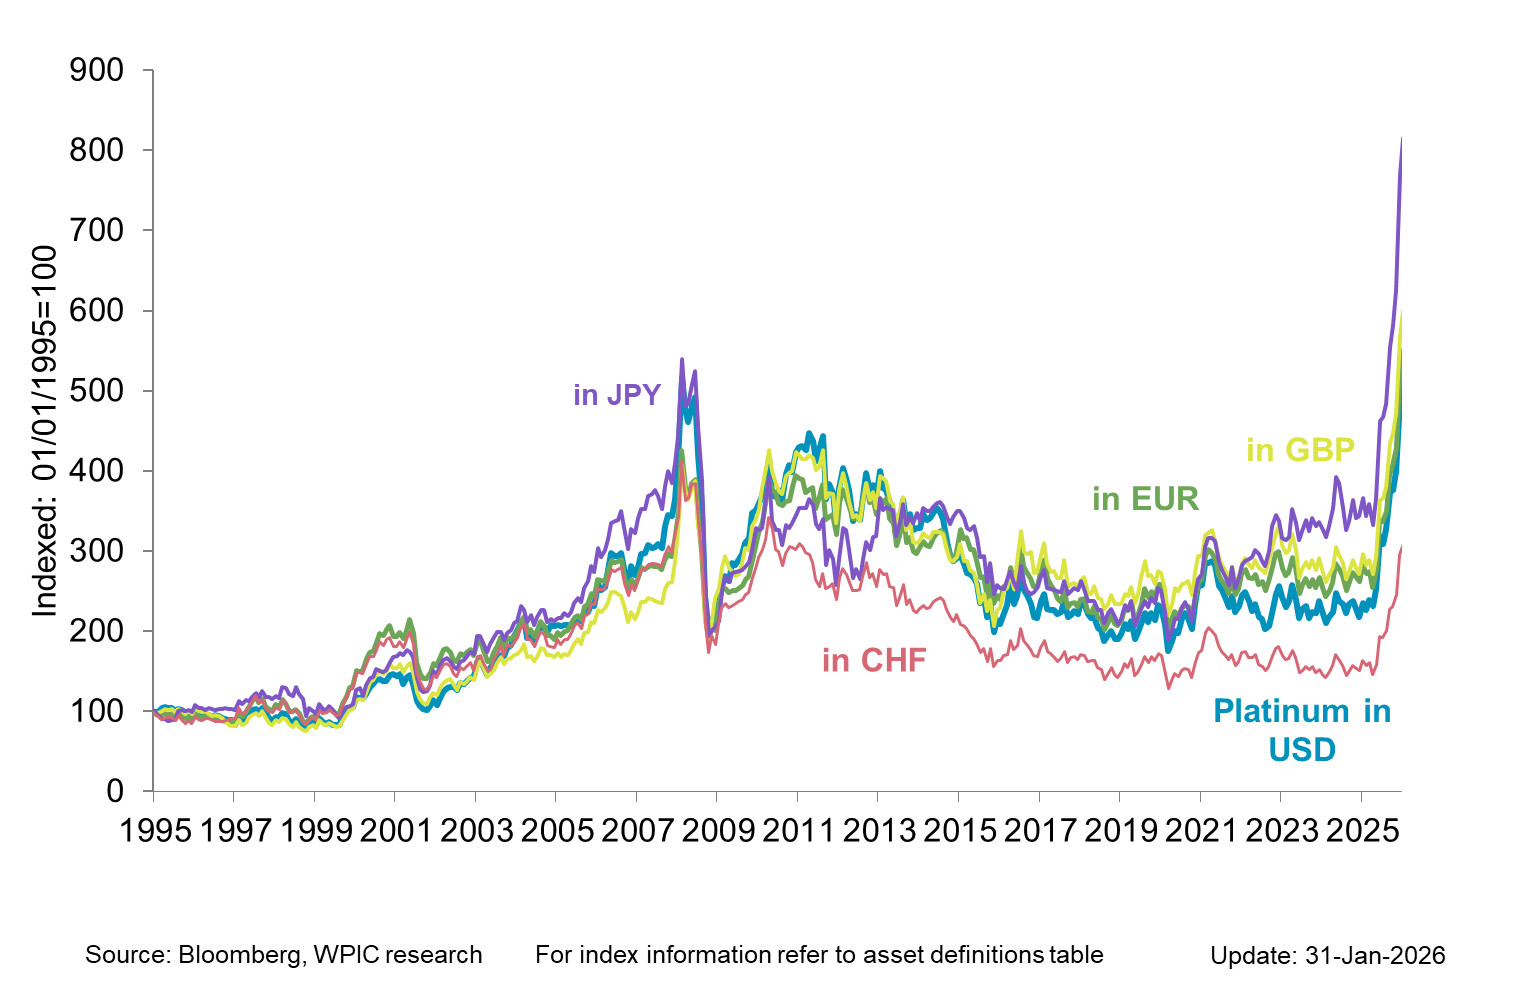 900
800
700
600
500
400
300
200
100
0
Indexed: 01/01/1995=100
in JPY
in GBP
in EUR
in CHF
Platinum in
USD
1995 1997 1999 2001 2003 2005 2007 2009 2011 2013 2015 2017 2019 2021 2023 2025
Source: Bloomberg, WPIC research For index information refer to asset definitions table Update: 31-Jan-2026